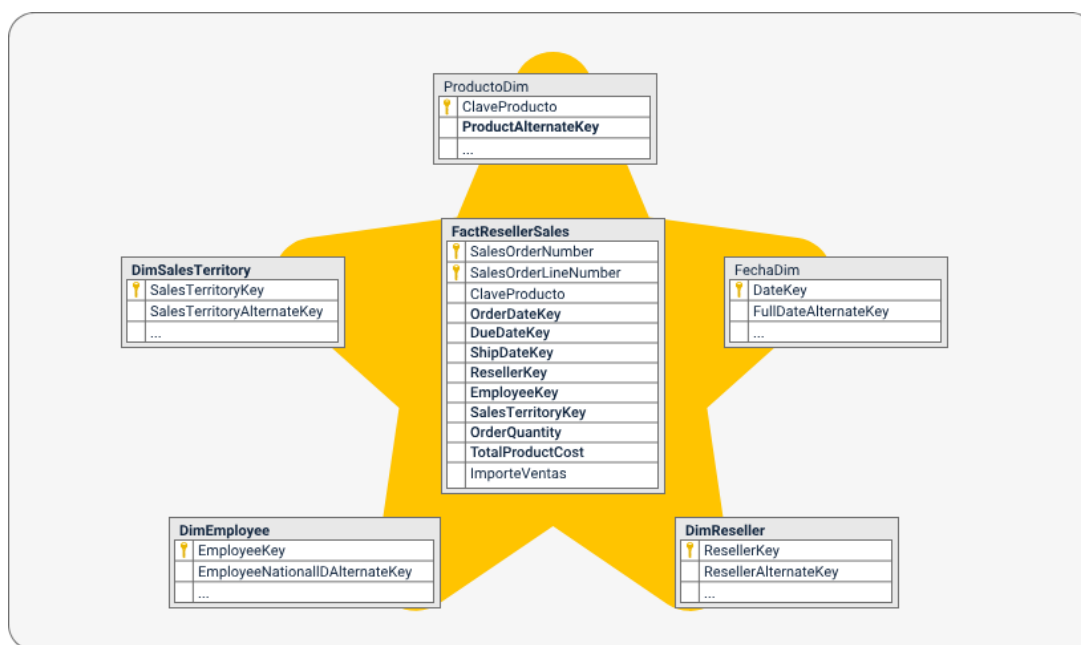 ProductoDim
ClaveProducto
ProductAlternateKey
...
FactResellerSales
SalesOrderNumber
SalesOrderLineNumber
ClaveProducto
OrderDateKey
DueDateKey
ShipDateKey
ResellerKey
EmployeeKey
SalesTerritoryKey
OrderQuantity
TotalProductCost
ImporteVentas
DimSalesTerritory
SalesTerritoryKey
SalesTerritoryAlternateKey
...
FechaDim
DateKey
FullDateAlternateKey
...
DimEmployee
EmployeeKey
EmployeeNationalIDAlternateKey
...
DimReseller
ResellerKey
ResellerAlternateKey
...